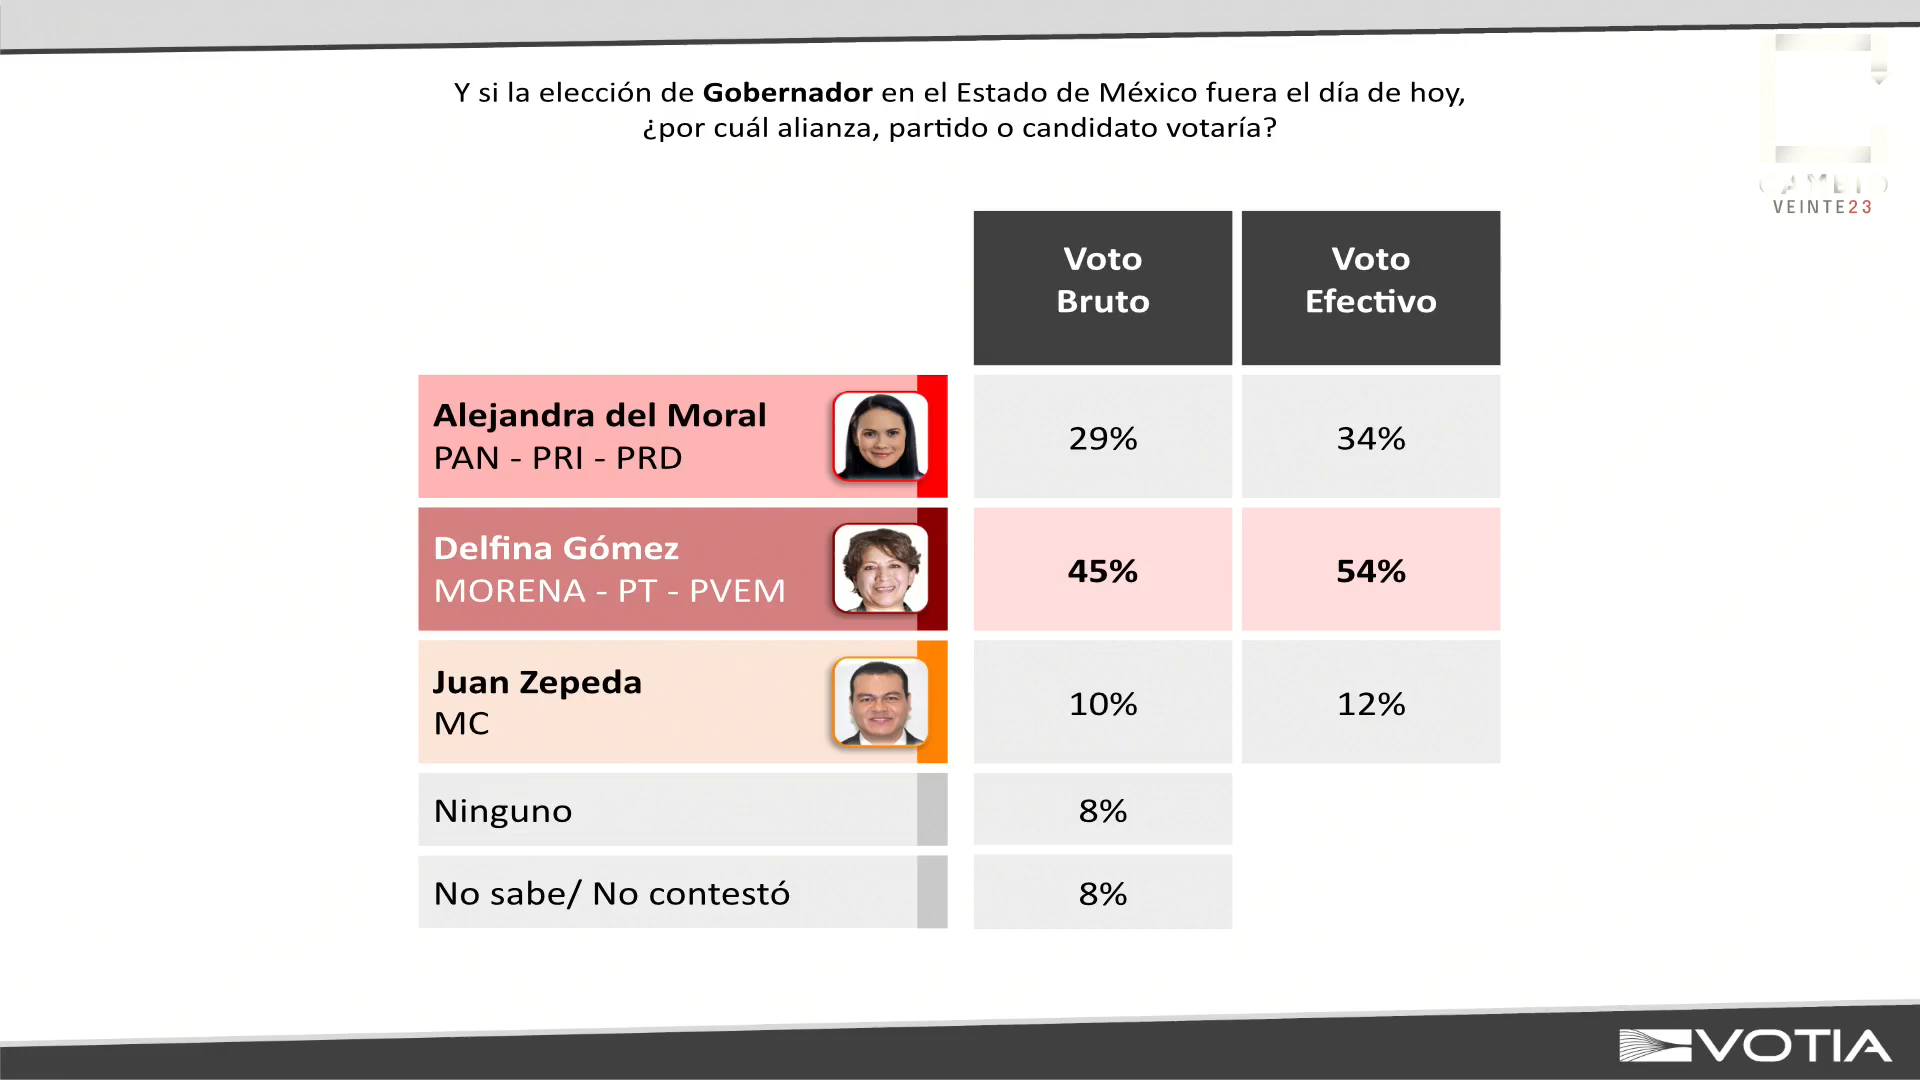 Y si la elección de Gobernador en el Estado de México fuera el día de hoy,
¿por cuál alianza, partido o candidato votaría?
VEINTE23
Voto
Bruto
Voto
Efectivo
Alejandra del Moral
PAN - PRI - PRD
29%
34%
Delfina Gómez
MORENA - PT - PVEM
45%
54%
Juan Zepeda
MC
10%
12%
Ninguno
8%
No sabe/ No contestó
8%
VOTIA